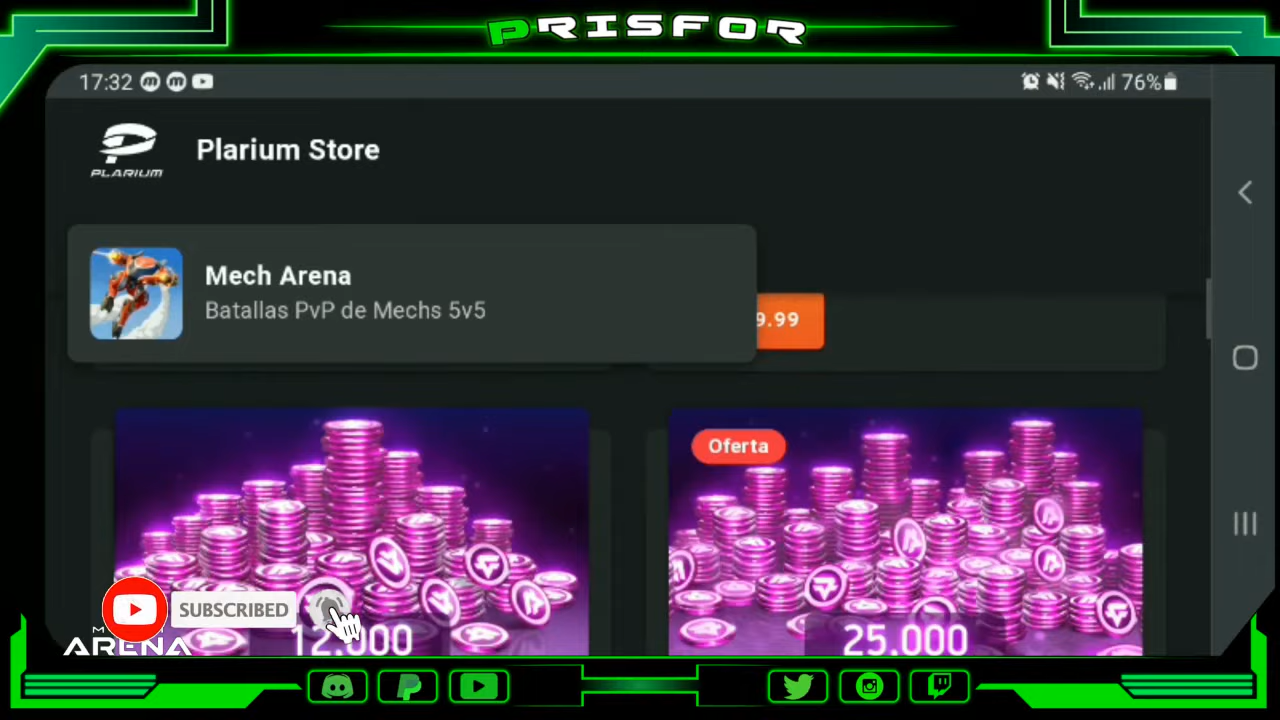 PRISFOR
17:32
76%
PLARIUM
Plarium Store
Mech Arena
Batallas PvP de Mechs 5v5
9.99
Oferta
SUBSCRIBED
ARENA
12.000
25.000